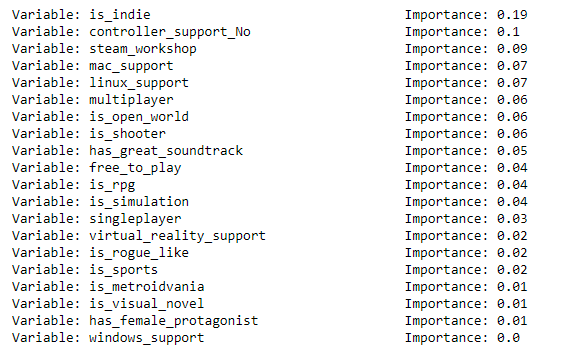 Variable: is_indie Importance: 0.19
Variable: controller_support_No Importance: 0.1
Variable: steam_workshop Importance: 0.09
Variable: mac_support Importance: 0.07
Variable: linux_support Importance: 0.07
Variable: multiplayer Importance: 0.06
Variable: is_open_world Importance: 0.06
Variable: is_shooter Importance: 0.06
Variable: has_great_soundtrack Importance: 0.05
Variable: free_to_play Importance: 0.04
Variable: is_rpg Importance: 0.04
Variable: is_simulation Importance: 0.04
Variable: singleplayer Importance: 0.03
Variable: virtual_reality_support Importance: 0.02
Variable: is_rogue_like Importance: 0.02
Variable: is_sports Importance: 0.02
Variable: is_metroidvania Importance: 0.01
Variable: is_visual_novel Importance: 0.01
Variable: has_female_protagonist Importance: 0.01
Variable: windows_support Importance: 0.0